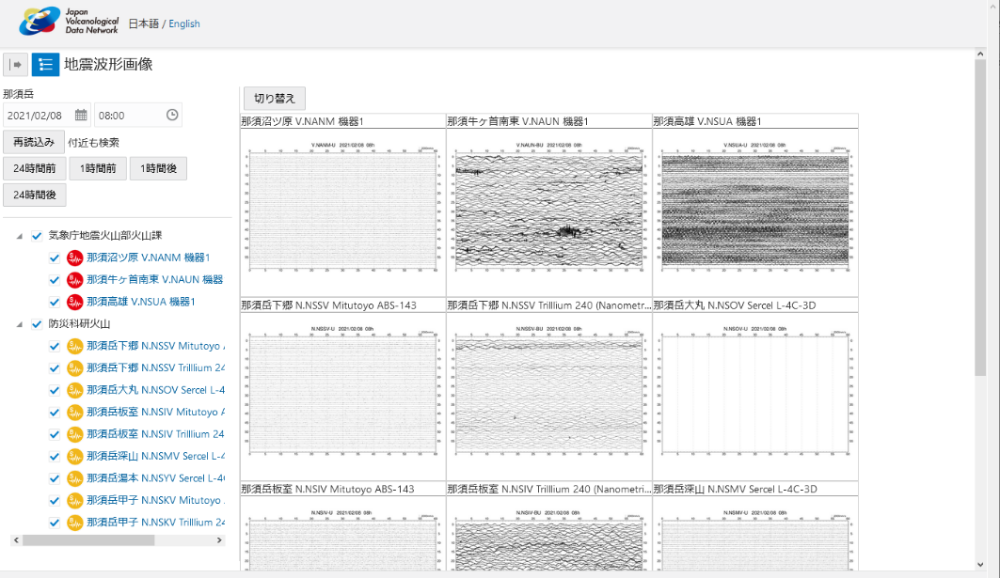 Japan
Volcanological
Data Network
日本語 / English
地震波形画像
那須岳
2021/02/08
08:00
再読込み
付近も検索
24時間前
1時間前
1時間後
24時間後
気象庁地震火山部火山課
那須沼ツ原 V.NANM 機器1
那須牛ヶ首南東 V.NAUN 機器
那須高雄 V.NSUA 機器1
防災科研火山
那須岳下郷 N.NSSV Mitutoyo A
那須岳下郷 N.NSSV Trilllium 24
那須岳大丸 N.NSOV Sercel L-4
那須岳板室 N.NSIV Mitutoyo A
那須岳板室 N.NSIV Trilllium 24
那須岳深山 N.NSMV Sercel L-4
那須岳湯本 N.NSYV Sercel L-4
那須岳甲子 N.NSKV Mitutoyo
那須岳甲子 N.NSKV Trilllium 24
切り替え
那須沼ツ原 V.NANM 機器1
那須牛ヶ首南東 V.NAUN 機器1
那須高雄 V.NSUA 機器1
V.NANM-U 2021/02/08 08h
V.NAUN-BU 2021/02/08 08h
V.NSUA-U 2021/02/08 08h
那須岳下郷 N.NSSV Mitutoyo ABS-143
那須岳下郷 N.NSSV Trilllium 240 (Nanometr...
那須岳大丸 N.NSOV Sercel L-4C-3D
N.NSSV-U 2021/02/08 08h
N.NSSV-BU 2021/02/08 08h
N.NSOV-U 2021/02/08 08h
那須岳板室 N.NSIV Mitutoyo ABS-143
那須岳板室 N.NSIV Trilllium 240 (Nanometri...
那須岳深山 N.NSMV Sercel L-4C-3D
N.NSIV-U 2021/02/08 08h
N.NSIV-BU 2021/02/08 08h
N.NSMV-U 2021/02/08 08h